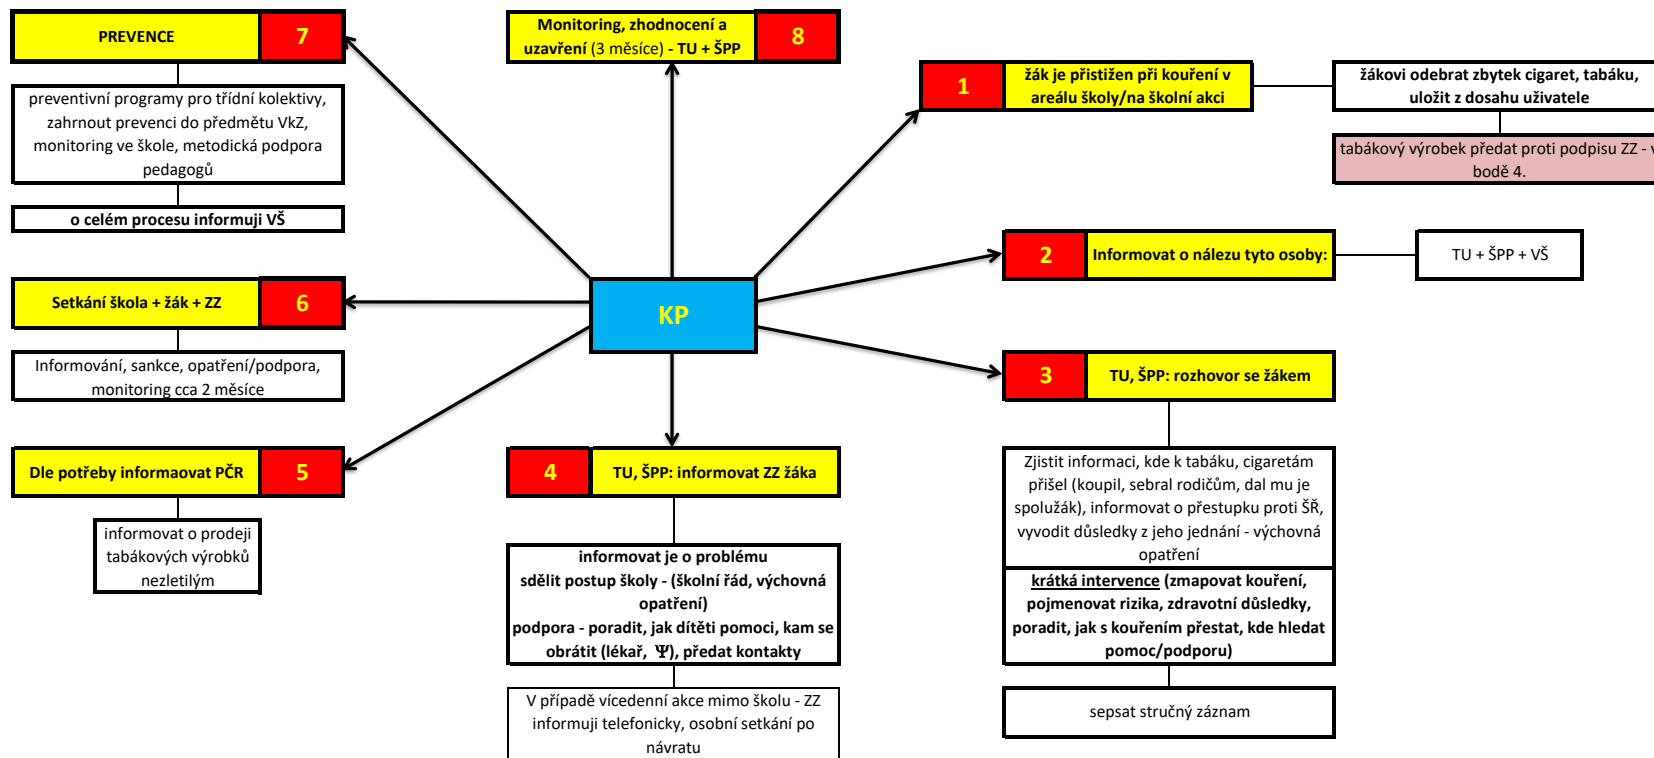 PREVENCE
7
preventivní programy pro třídní kolektivy,
zahrnout prevenci do předmětu VkZ,
monitoring ve škole, metodická podpora
pedagogů
o celém procesu informuji VŠ
Monitoring, zhodnocení a
uzavření (3 měsíce) - TU + ŠPP
8
1
žák je přistižen při kouření v
areálu školy/na školní akci
žákovi odebrat zbytek cigaret, tabáku,
uložit z dosahu uživatele
tabákový výrobek předat proti podpisu ZZ - v
bodě 4.
2
Informovat o nálezu tyto osoby:
TU + ŠPP + VŠ
Setkání škola + žák + ZZ
6
Informování, sankce, opatření/podpora,
monitoring cca 2 měsíce
KP
3
TU, ŠPP: rozhovor se žákem
Zjistit informaci, kde k tabáku, cigaretám
přišel (koupil, sebral rodičům, dal mu je
spolužák), informovat o přestupku proti ŠŘ,
vyvodit důsledky z jeho jednání - výchovná
opatření
krátká intervence (zmapovat kouření,
pojmenovat rizika, zdravotní důsledky,
poradit, jak s kouřením přestat, kde hledat
pomoc/podporu)
sepsat stručný záznam
Dle potřeby informaovat PČR
5
informovat o prodeji
tabákových výrobků
nezletilým
4
TU, ŠPP: informovat ZZ žáka
informovat je o problému
sdělit postup školy - (školní řád, výchovná
opatření)
podpora - poradit, jak dítěti pomoci, kam se
obrátit (lékař, Ψ), předat kontakty
V případě vícedenní akce mimo školu - ZZ
informuji telefonicky, osobní setkání po
návratu